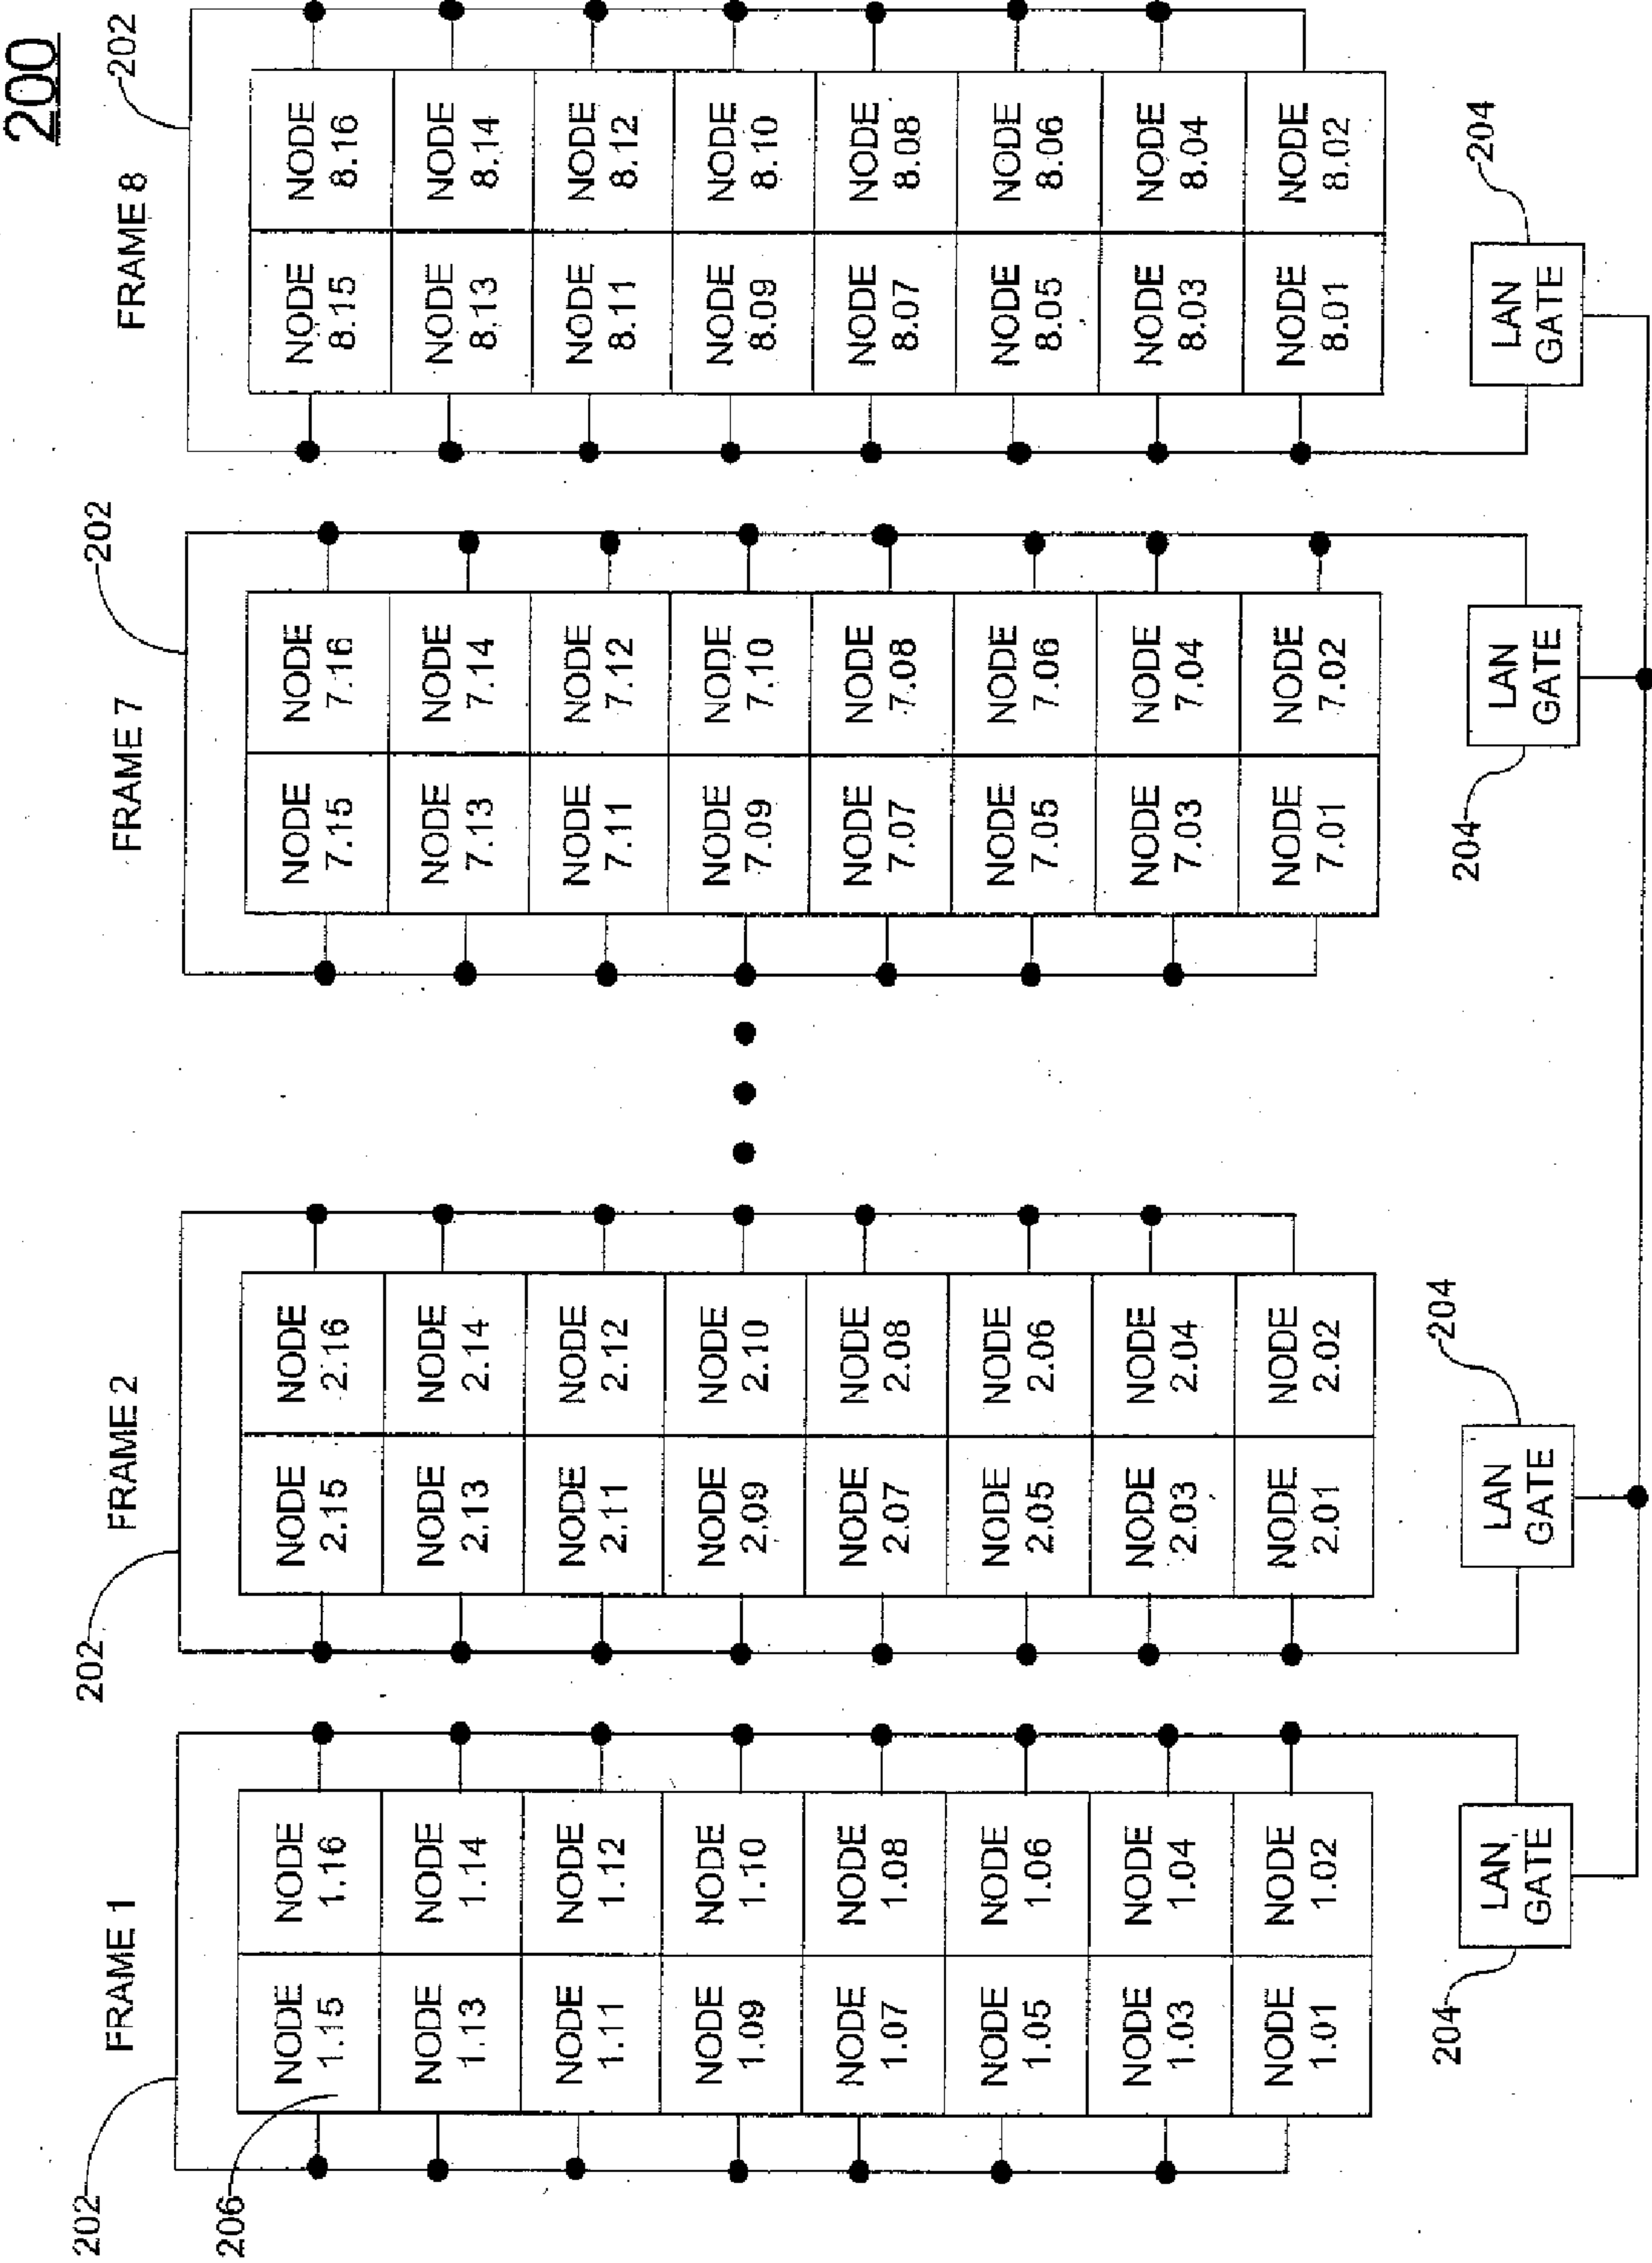 200
FRAME 1
202
206
NODE
1.15
NODE
1.16
NODE
1.13
NODE
1.14
NODE
1.11
NODE
1.12
NODE
1.09
NODE
1.10
NODE
1.07
NODE
1.08
NODE
1.05
NODE
1.06
NODE
1.03
NODE
1.04
NODE
1.01
NODE
1.02
204
LAN
GATE
FRAME 2
202
NODE
2.15
NODE
2.16
NODE
2.13
NODE
2.14
NODE
2.11
NODE
2.12
NODE
2.09
NODE
2.10
NODE
2.07
NODE
2.08
NODE
2.05
NODE
2.06
NODE
2.03
NODE
2.04
NODE
2.01
NODE
2.02
204
LAN
GATE
FRAME 7
202
NODE
7.15
NODE
7.16
NODE
7.13
NODE
7.14
NODE
7.11
NODE
7.12
NODE
7.09
NODE
7.10
NODE
7.07
NODE
7.08
NODE
7.05
NODE
7.06
NODE
7.03
NODE
7.04
NODE
7.01
NODE
7.02
204
LAN
GATE
FRAME 8
202
NODE
8.15
NODE
8.16
NODE
8.13
NODE
8.14
NODE
8.11
NODE
8.12
NODE
8.09
NODE
8.10
NODE
8.07
NODE
8.08
NODE
8.05
NODE
8.06
NODE
8.03
NODE
8.04
NODE
8.01
NODE
8.02
204
LAN
GATE